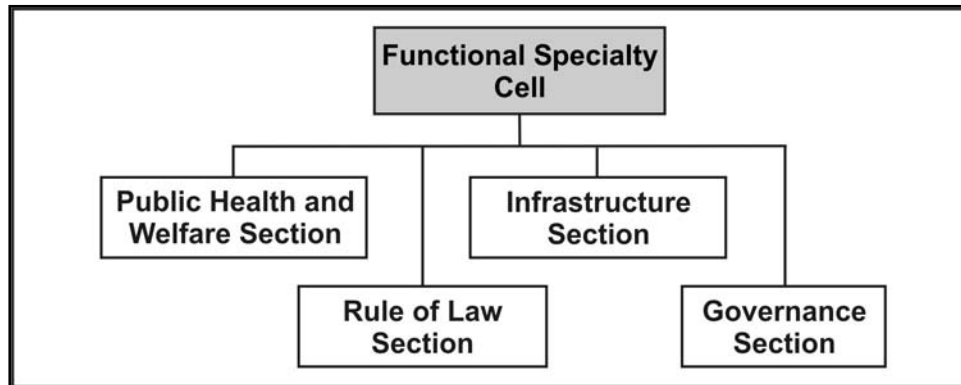 Functional Specialty
Cell
Public Health and
Welfare Section
Infrastructure
Section
Rule of Law
Section
Governance
Section